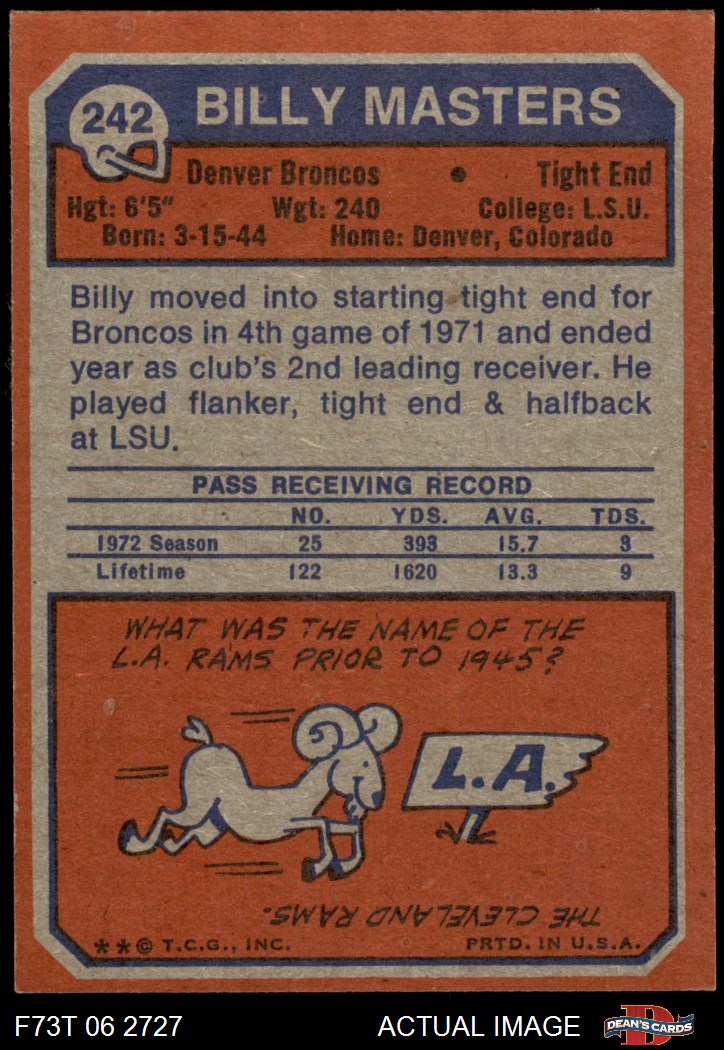 242
BILLY MASTERS
Denver Broncos • Tight End
Hgt: 6'5" Wgt: 240 College: L.S.U.
Born: 3-15-44 Home: Denver, Colorado
Billy moved into starting tight end for
Broncos in 4th game of 1971 and ended
year as club's 2nd leading receiver. He
played flanker, tight end & halfback
at LSU.
PASS RECEIVING RECORD
NO. YDS. AVG. TDS.
1972 Season 25 393 15.7 3
Lifetime 122 1620 13.3 9
WHAT WAS THE NAME OF THE
L.A. RAMS PRIOR TO 1945?
L.A.
THE CLEVELAND RAMS.
**© T.C.G., INC. PRTD. IN U.S.A.
F73T 06 2727 ACTUAL IMAGE
D
DEAN'S CARDS